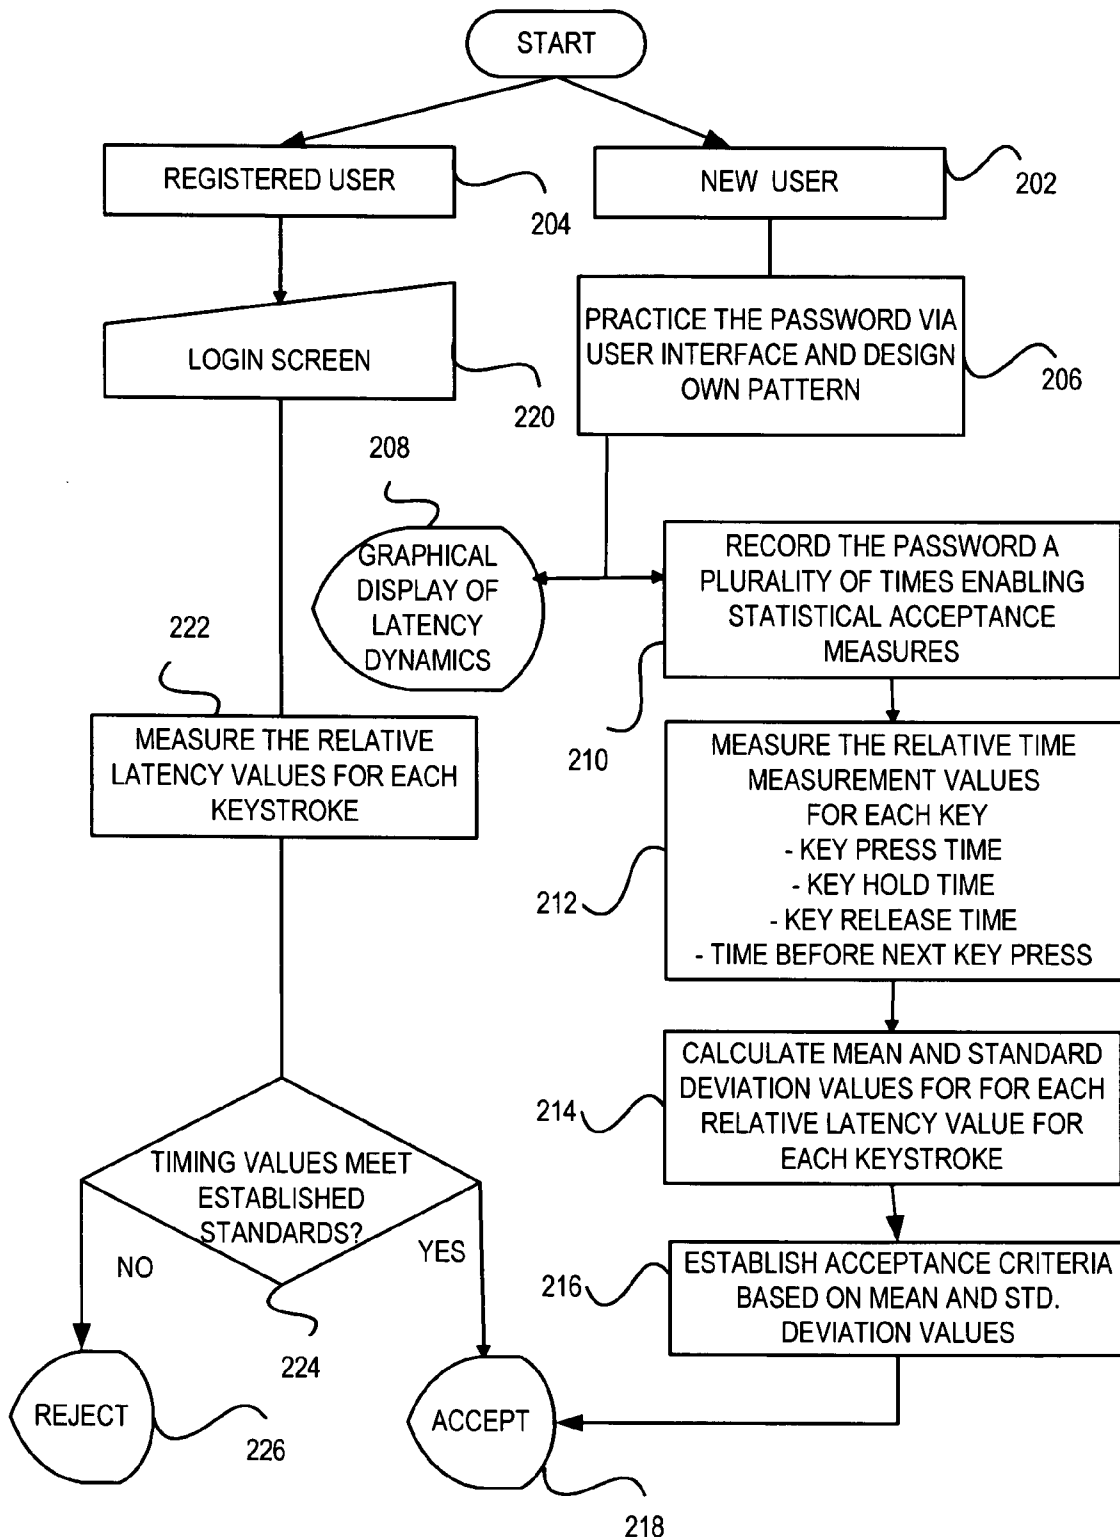 START
REGISTERED USER
204
NEW USER
202
LOGIN SCREEN
220
PRACTICE THE PASSWORD VIA
USER INTERFACE AND DESIGN
OWN PATTERN
206
208
GRAPHICAL
DISPLAY OF
LATENCY
DYNAMICS
RECORD THE PASSWORD A
PLURALITY OF TIMES ENABLING
STATISTICAL ACCEPTANCE
MEASURES
210
222
MEASURE THE RELATIVE
LATENCY VALUES FOR EACH
KEYSTROKE
MEASURE THE RELATIVE TIME
MEASUREMENT VALUES
FOR EACH KEY
- KEY PRESS TIME
- KEY HOLD TIME
- KEY RELEASE TIME
- TIME BEFORE NEXT KEY PRESS
212
CALCULATE MEAN AND STANDARD
DEVIATION VALUES FOR FOR EACH
RELATIVE LATENCY VALUE FOR
EACH KEYSTROKE
214
TIMING VALUES MEET
ESTABLISHED
STANDARDS?
NO
YES
224
ESTABLISH ACCEPTANCE CRITERIA
BASED ON MEAN AND STD.
DEVIATION VALUES
216
REJECT
226
ACCEPT
218